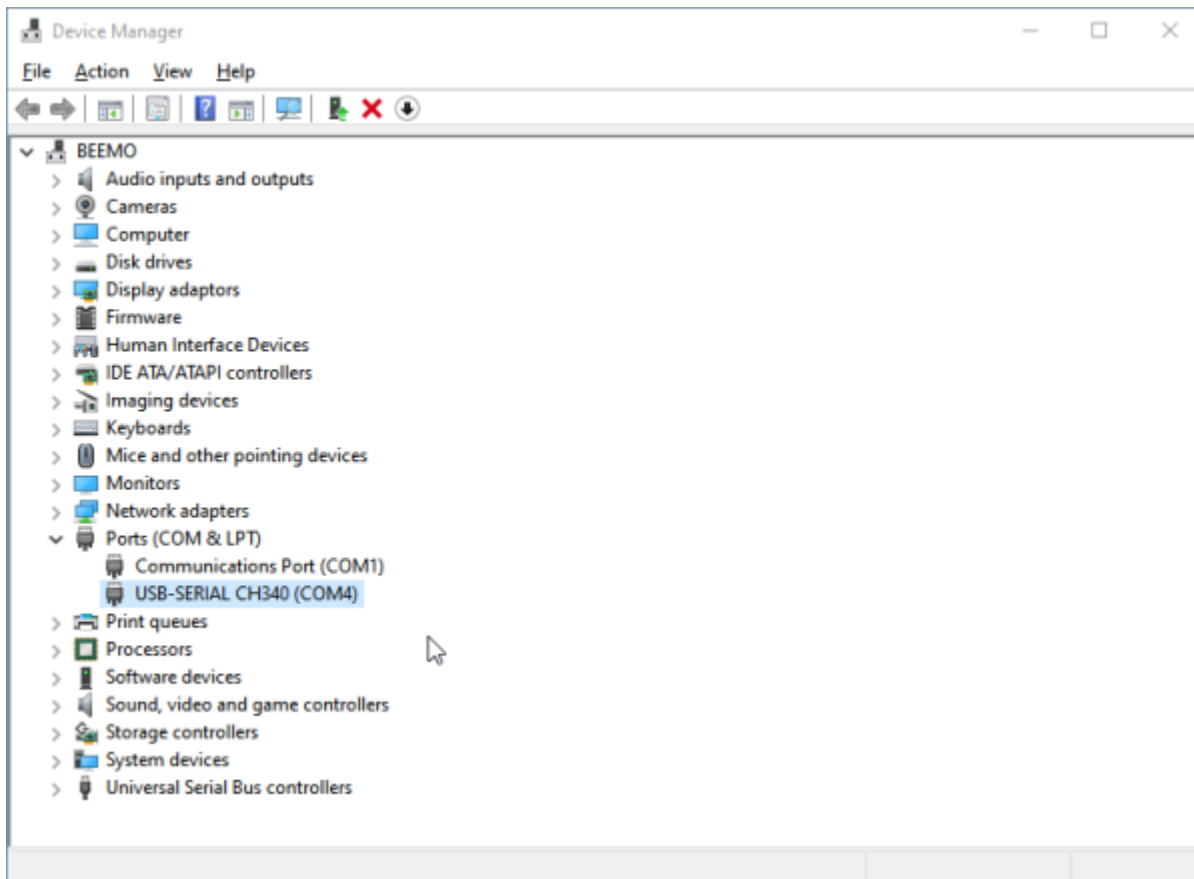 Device Manager
File Action View Help
BEEMO
Audio inputs and outputs
Cameras
Computer
Disk drives
Display adaptors
Firmware
Human Interface Devices
IDE ATA/ATAPI controllers
Imaging devices
Keyboards
Mice and other pointing devices
Monitors
Network adapters
Ports (COM & LPT)
Communications Port (COM1)
USB-SERIAL CH340 (COM4)
Print queues
Processors
Software devices
Sound, video and game controllers
Storage controllers
System devices
Universal Serial Bus controllers